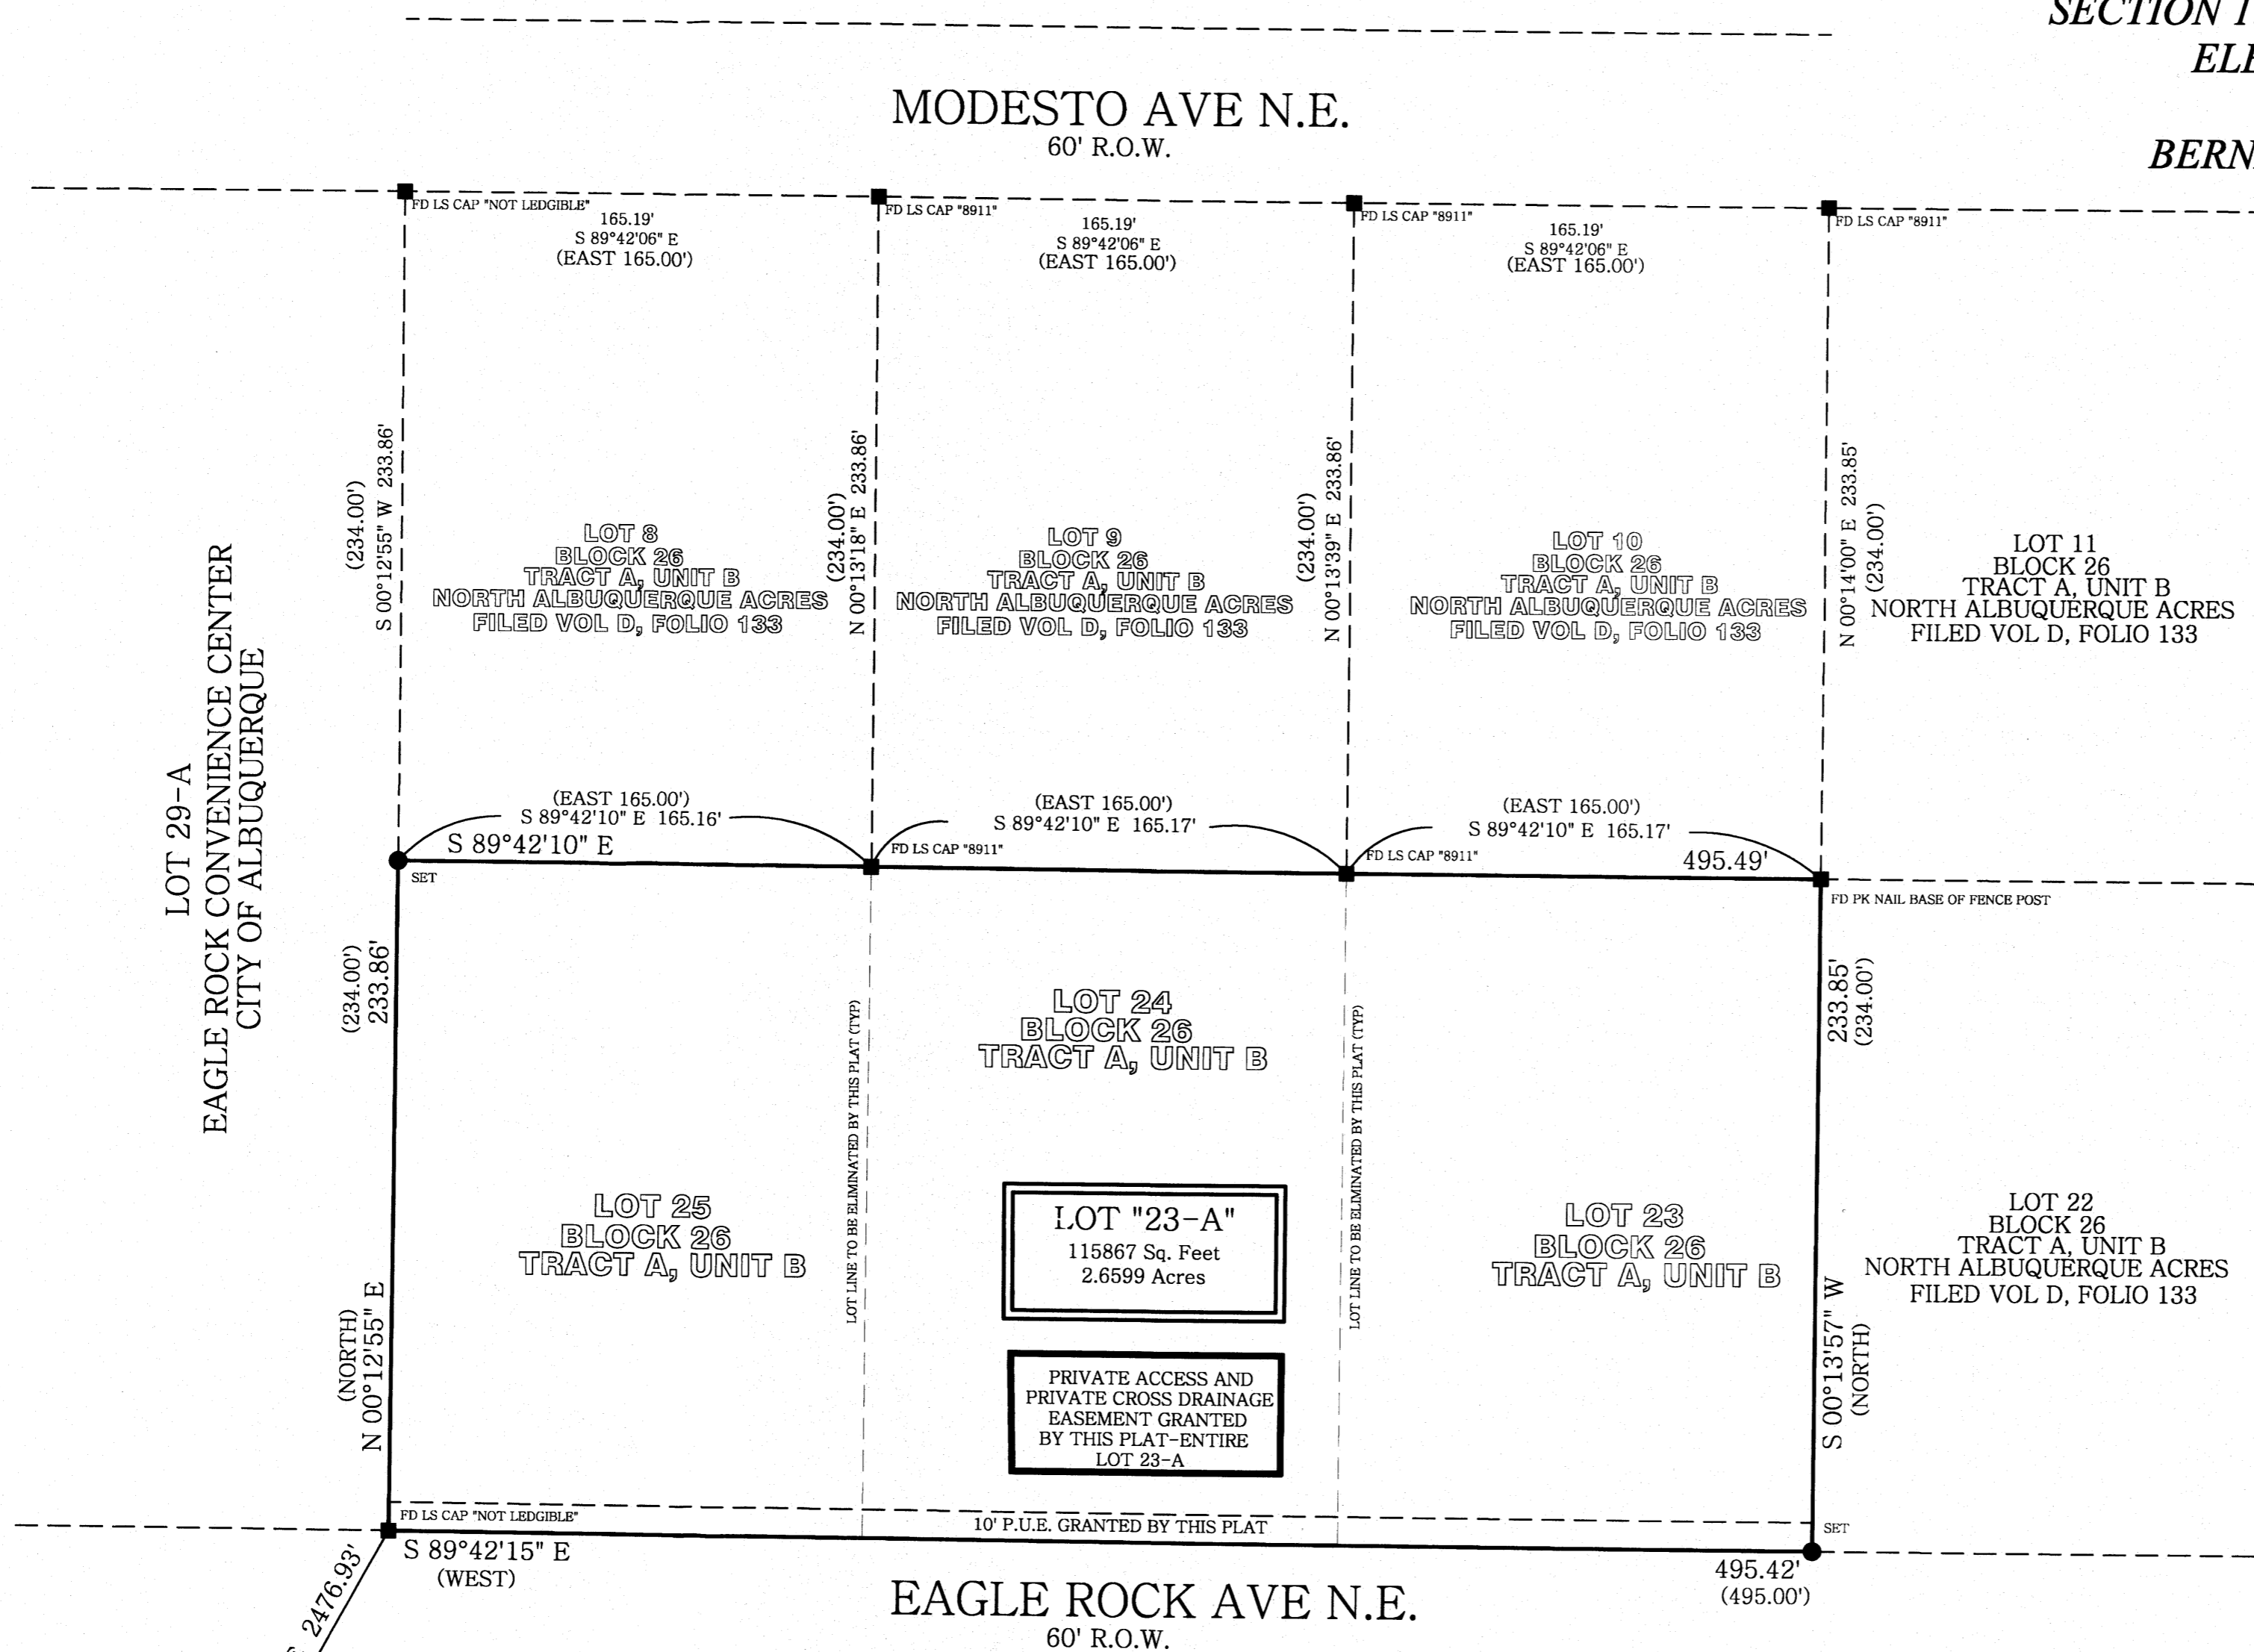 SECTION
MODESTO AVE N.E.
60' R.O.W.
FD LS CAP "NOT LEDGIBLE"
165.19'
S 89°42'06" E
(EAST 165.00')
FD LS CAP "8911"
165.19'
S 89°42'06" E
(EAST 165.00')
FD LS CAP "8911"
165.19'
S 89°42'06" E
(EAST 165.00')
FD LS CAP "8911"
(234.00')
S 00°12'55" W 233.86'
LOT 8
BLOCK 26
TRACT A, UNIT B
NORTH ALBUQUERQUE ACRES
FILED VOL D, FOLIO 133
(234.00')
N 00°13'18" E 233.86'
LOT 9
BLOCK 26
TRACT A, UNIT B
NORTH ALBUQUERQUE ACRES
FILED VOL D, FOLIO 133
(234.00')
N 00°13'39" E 233.86'
LOT 10
BLOCK 26
TRACT A, UNIT B
NORTH ALBUQUERQUE ACRES
FILED VOL D, FOLIO 133
N 00°14'00" E 233.85'
(234.00')
LOT 11
BLOCK 26
TRACT A, UNIT B
NORTH ALBUQUERQUE ACRES
FILED VOL D, FOLIO 133
LOT 29-A
EAGLE ROCK CONVENIENCE CENTER
CITY OF ALBUQUERQUE
(EAST 165.00')
S 89°42'10" E 165.16'
(EAST 165.00')
S 89°42'10" E 165.17'
(EAST 165.00')
S 89°42'10" E 165.17'
S 89°42'10" E
495.49'
SET
FD LS CAP "8911"
FD LS CAP "8911"
FD PK NAIL BASE OF FENCE POST
(234.00')
233.86'
(NORTH)
N 00°12'55" E
LOT 25
BLOCK 26
TRACT A, UNIT B
LOT LINE TO BE ELIMINATED BY THIS PLAT (TYP)
LOT 24
BLOCK 26
TRACT A, UNIT B
LOT "23-A"
115867 Sq. Feet
2.6599 Acres
PRIVATE ACCESS AND
PRIVATE CROSS DRAINAGE
EASEMENT GRANTED
BY THIS PLAT-ENTIRE
LOT 23-A
LOT LINE TO BE ELIMINATED BY THIS PLAT (TYP)
LOT 23
BLOCK 26
TRACT A, UNIT B
233.85'
(234.00')
S 00°13'57" W
(NORTH)
LOT 22
BLOCK 26
TRACT A, UNIT B
NORTH ALBUQUERQUE ACRES
FILED VOL D, FOLIO 133
FD LS CAP "NOT LEDGIBLE"
10' P.U.E. GRANTED BY THIS PLAT
SET
S 89°42'15" E
(WEST)
495.42'
(495.00')
2476.93'
EAGLE ROCK AVE N.E.
60' R.O.W.